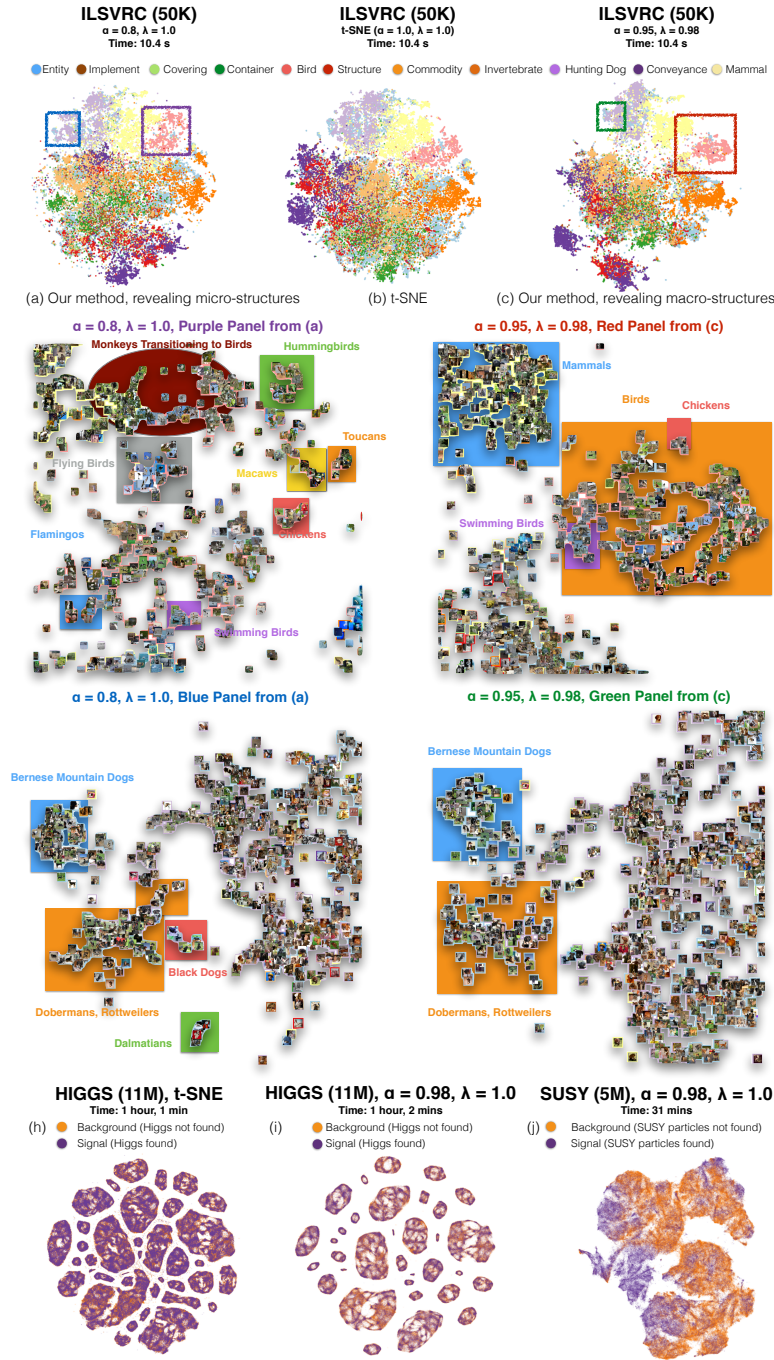 ILSVRC (50K)
α = 0.8, λ = 1.0
Time: 10.4 s
ILSVRC (50K)
t-SNE (α = 1.0, λ = 1.0)
Time: 10.4 s
ILSVRC (50K)
α = 0.95, λ = 0.98
Time: 10.4 s
Entity Implement Covering Container Bird Structure Commodity Invertebrate Hunting Dog Conveyance Mammal
(a) Our method, revealing micro-structures
(b) t-SNE
(c) Our method, revealing macro-structures
α = 0.8, λ = 1.0, Purple Panel from (a)
Monkeys Transitioning to Birds
Hummingbirds
Toucans
Flying Birds
Macaws
Chickens
Flamingos
Swimming Birds
α = 0.95, λ = 0.98, Red Panel from (c)
Mammals
Birds
Chickens
Swimming Birds
α = 0.8, λ = 1.0, Blue Panel from (a)
Bernese Mountain Dogs
Black Dogs
Dobermans, Rottweilers
Dalmatians
α = 0.95, λ = 0.98, Green Panel from (c)
Bernese Mountain Dogs
Dobermans, Rottweilers
HIGGS (11M), t-SNE
Time: 1 hour, 1 min
(h) Background (Higgs not found)
Signal (Higgs found)
HIGGS (11M), α = 0.98, λ = 1.0
Time: 1 hour, 2 mins
(i) Background (Higgs not found)
Signal (Higgs found)
SUSY (5M), α = 0.98, λ = 1.0
Time: 31 mins
(j) Background (SUSY particles not found)
Signal (SUSY particles found)